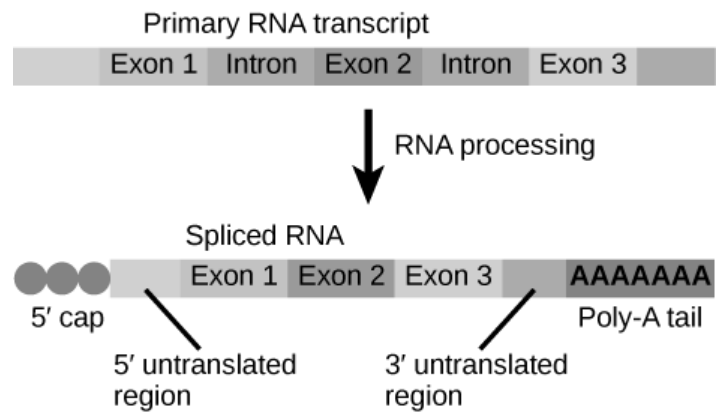 Primary RNA transcript
Exon 1 Intron Exon 2 Intron Exon 3
RNA processing
Spliced RNA
Exon 1 Exon 2 Exon 3 AAAAAAA
5′ cap
Poly-A tail
5′ untranslated
region
3′ untranslated
region